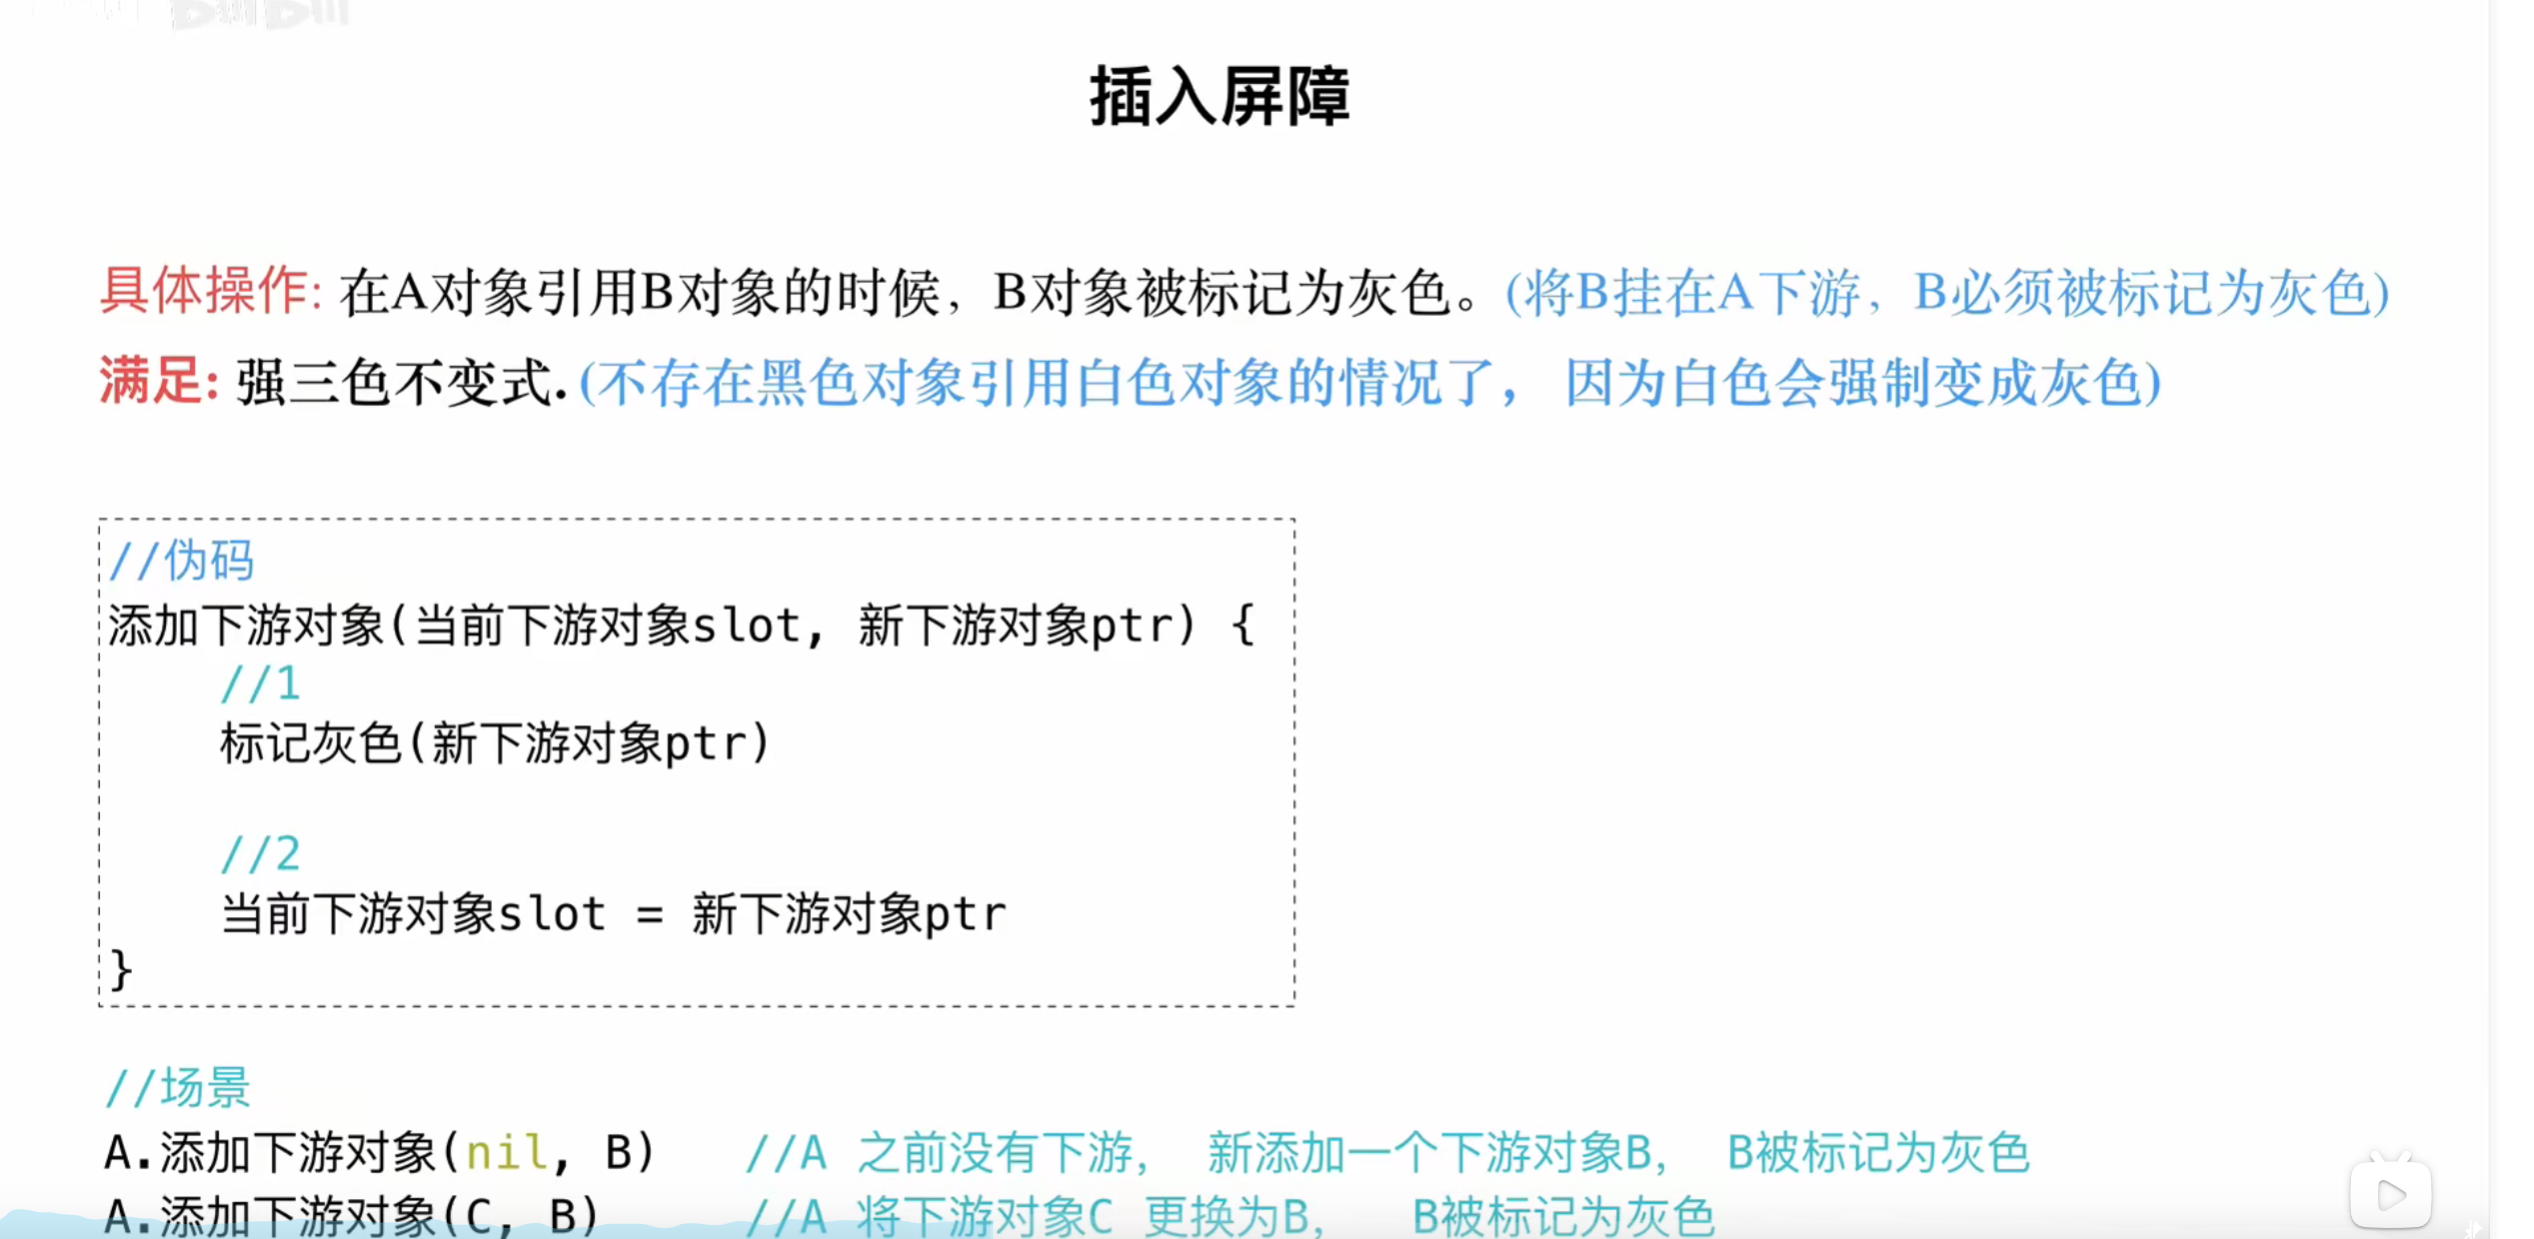 插入屏障
具体操作: 在A对象引用B对象的时候，B对象被标记为灰色。(将B挂在A下游，B必须被标记为灰色)
满足: 强三色不变式. (不存在黑色对象引用白色对象的情况了， 因为白色会强制变成灰色)
//伪码
添加下游对象(当前下游对象slot, 新下游对象ptr) {
//1
标记灰色(新下游对象ptr)
//2
当前下游对象slot = 新下游对象ptr
}
//场景
A.添加下游对象(nil, B) //A 之前没有下游， 新添加一个下游对象B， B被标记为灰色
A.添加下游对象(C, B) //A 将下游对象C 更换为B， B被标记为灰色